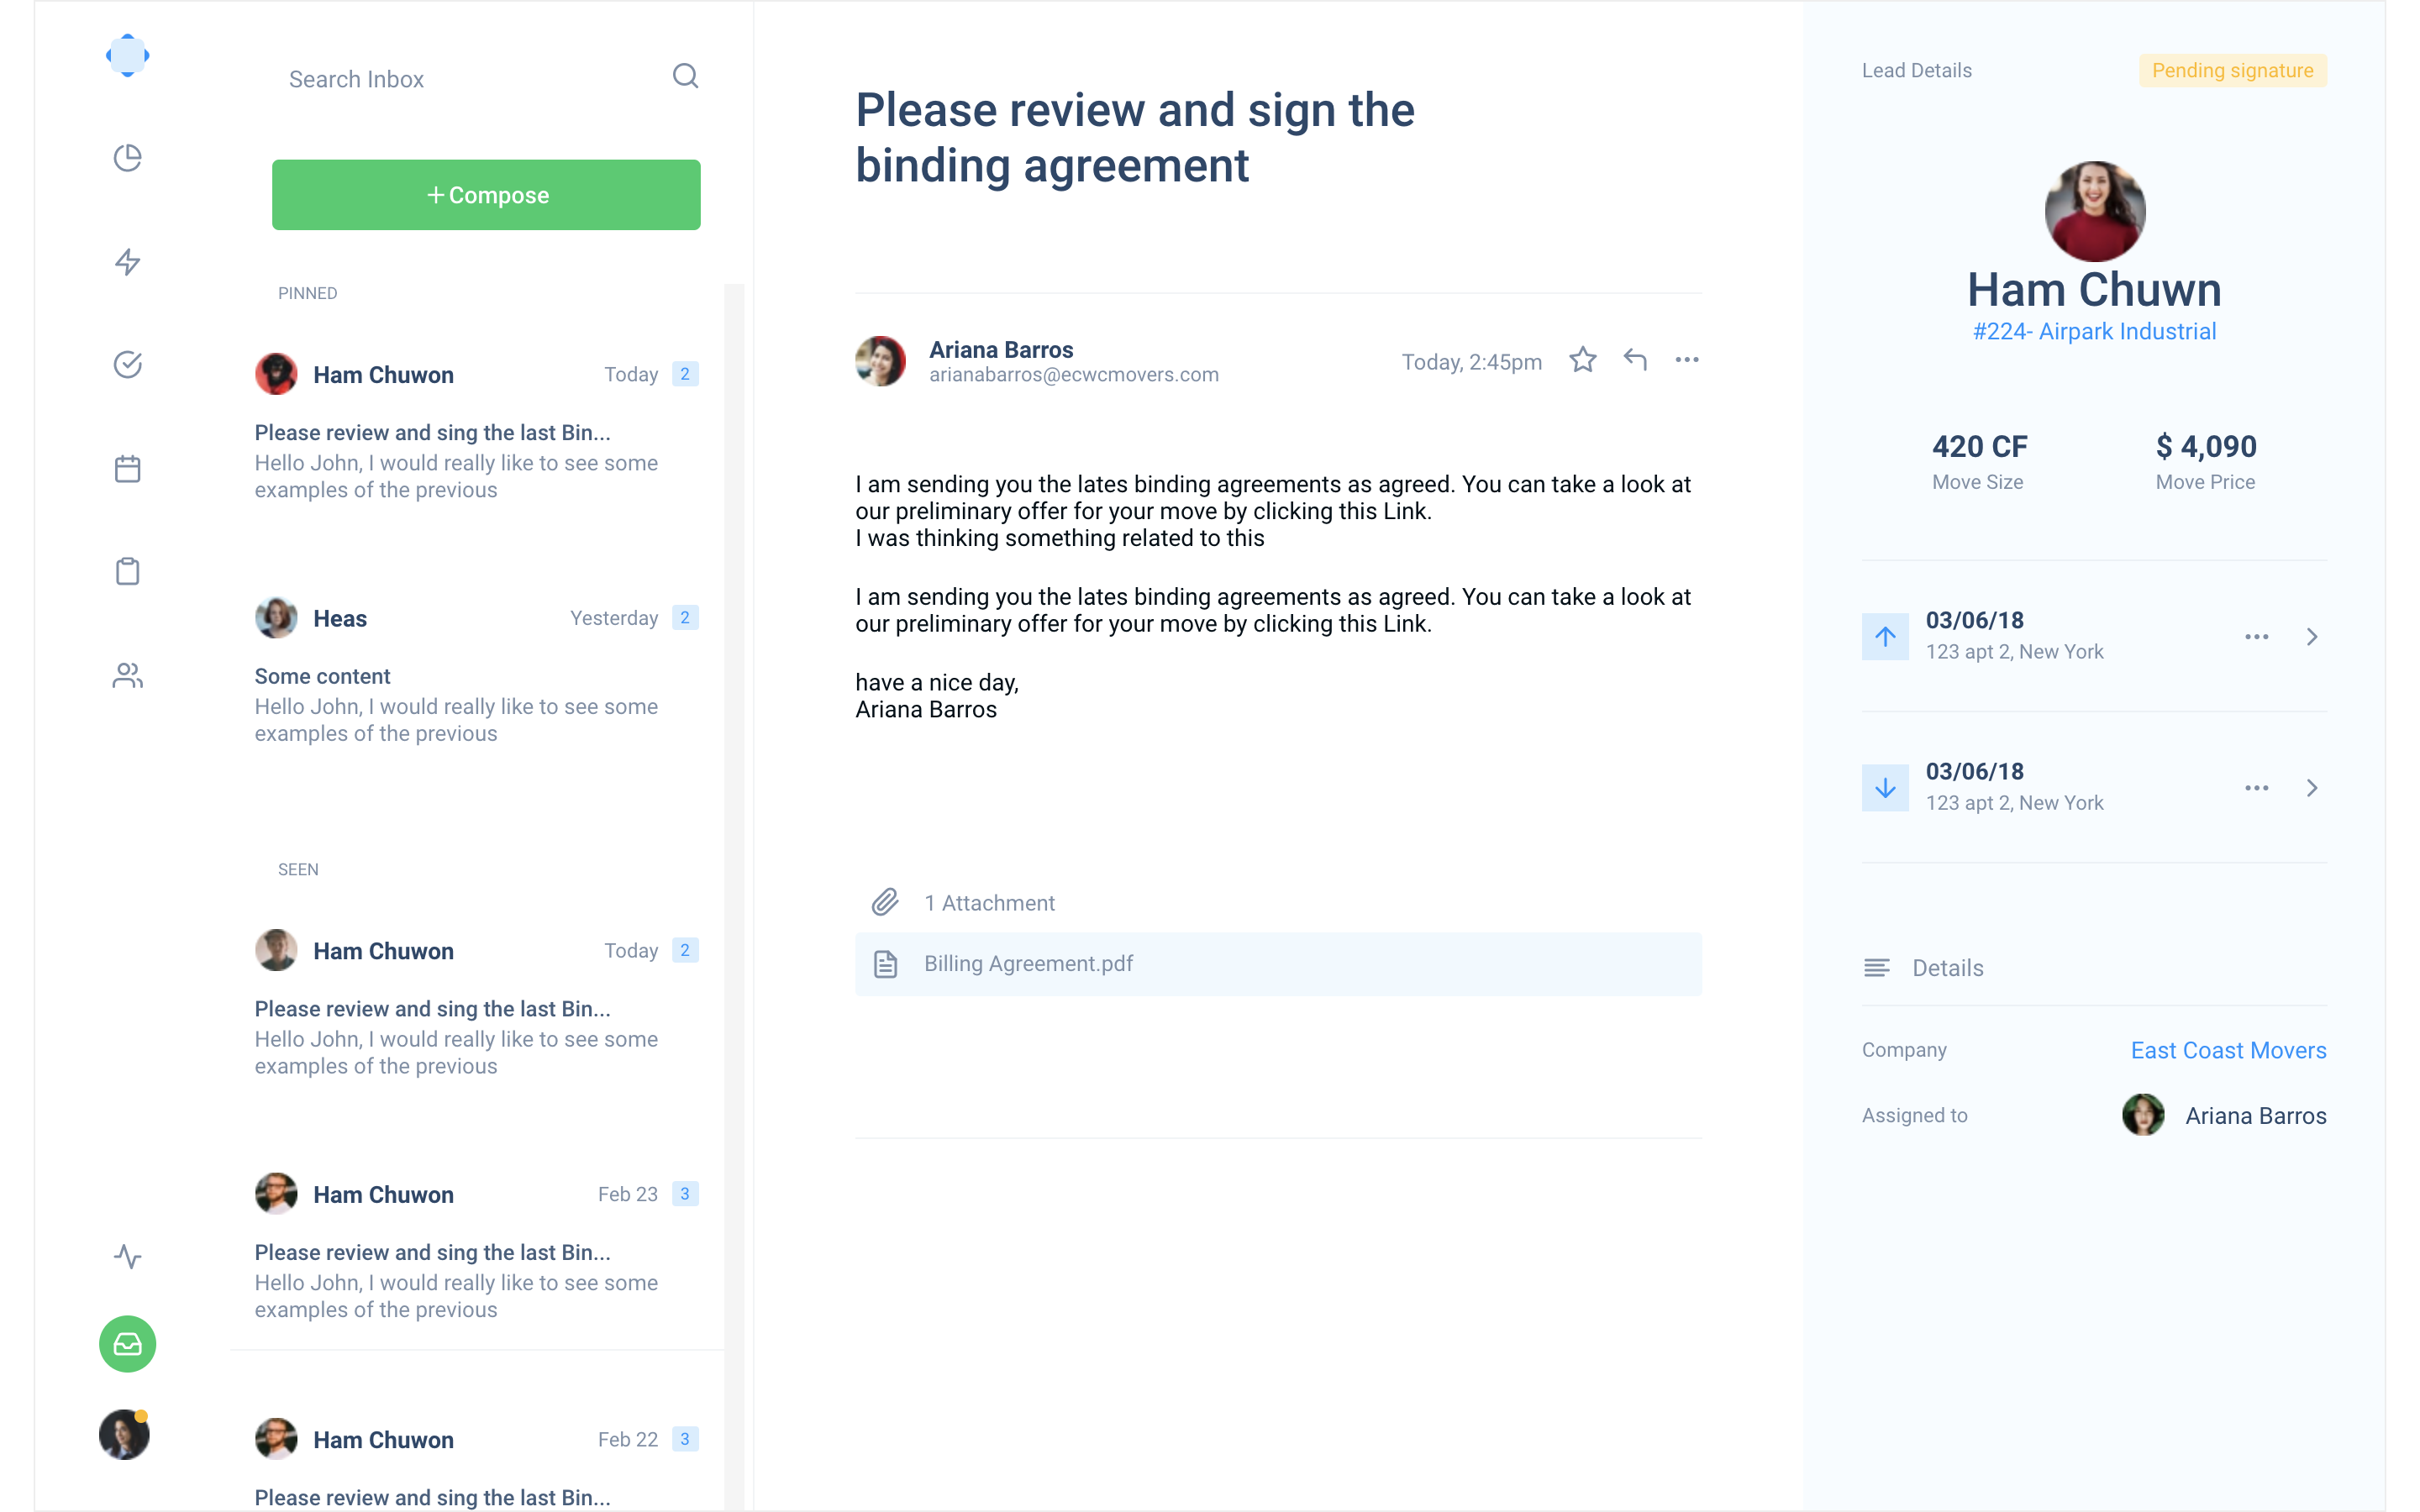 Search Inbox
+ Compose
PINNED
Ham Chuwon Today 2
Please review and sing the last Bin...
Hello John, I would really like to see some
examples of the previous
Heas Yesterday 2
Some content
Hello John, I would really like to see some
examples of the previous
SEEN
Ham Chuwon Today 2
Please review and sing the last Bin...
Hello John, I would really like to see some
examples of the previous
Ham Chuwon Feb 23 3
Please review and sing the last Bin...
Hello John, I would really like to see some
examples of the previous
Ham Chuwon Feb 22 3
Please review and sing the last Bin...
Please review and sign the
binding agreement
Ariana Barros
arianabarros@ecwcmovers.com
Today, 2:45pm
I am sending you the lates binding agreements as agreed. You can take a look at
our preliminary offer for your move by clicking this Link.
I was thinking something related to this
I am sending you the lates binding agreements as agreed. You can take a look at
our preliminary offer for your move by clicking this Link.
have a nice day,
Ariana Barros
1 Attachment
Billing Agreement.pdf
Lead Details Pending signature
Ham Chuwn
#224- Airpark Industrial
420 CF $ 4,090
Move Size Move Price
03/06/18
123 apt 2, New York
03/06/18
123 apt 2, New York
Details
Company East Coast Movers
Assigned to Ariana Barros